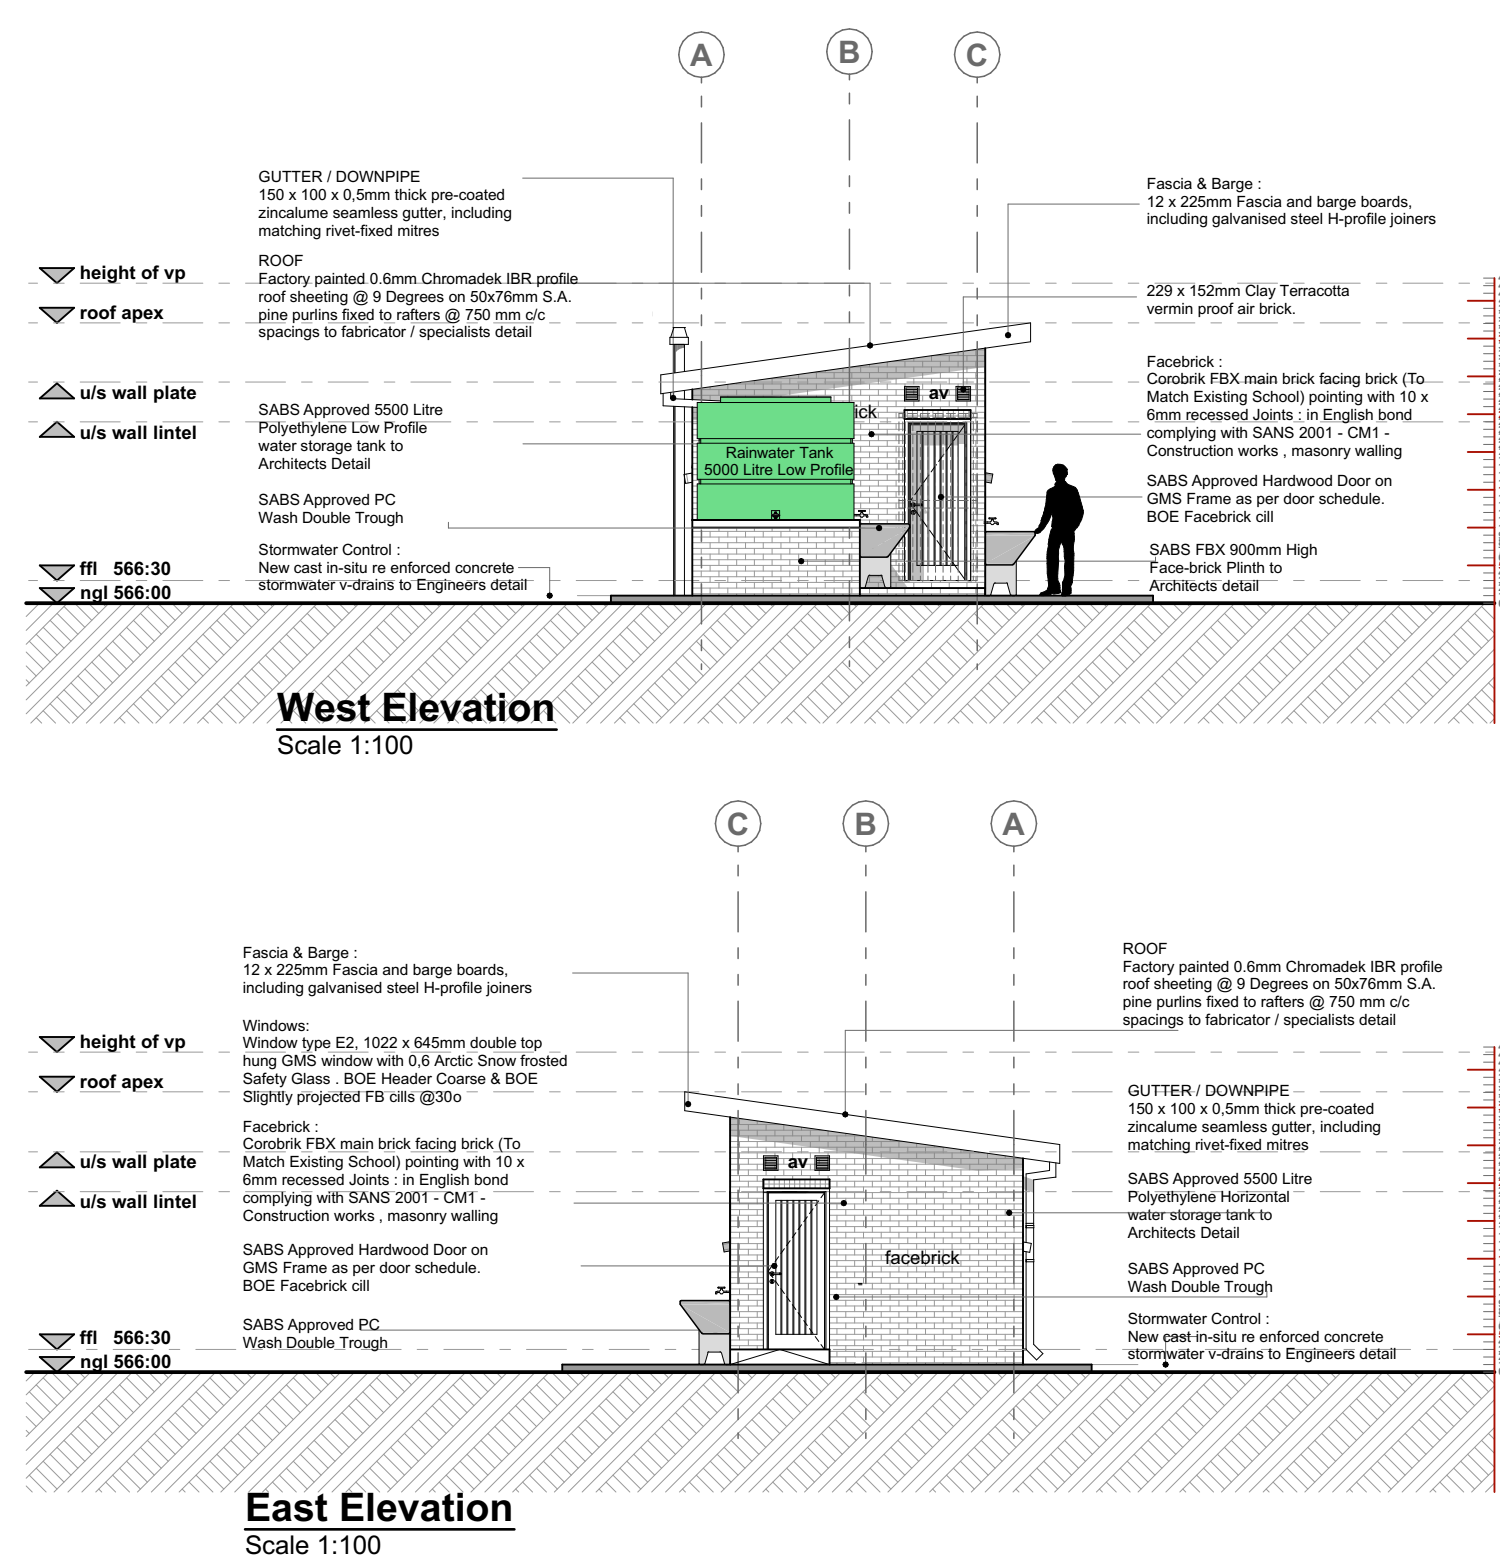 A
B
C
GUTTER / DOWNPIPE
150 x 100 x 0,5mm thick pre-coated
zincalume seamless gutter, including
matching rivet-fixed mitres
ROOF
Factory painted 0.6mm Chromadek IBR profile
roof sheeting @ 9 Degrees on 50x76mm S.A.
pine purlins fixed to rafters @ 750 mm c/c
spacings to fabricator / specialists detail
SABS Approved 5500 Litre
Polyethylene Low Profile
water storage tank to
Architects Detail
SABS Approved PC
Wash Double Trough
Stormwater Control :
New cast in-situ re enforced concrete
stormwater v-drains to Engineers detail
height of vp
roof apex
u/s wall plate
u/s wall lintel
ffl 566:30
ngl 566:00
av
ick
Rainwater Tank
5000 Litre Low Profile
Fascia & Barge :
12 x 225mm Fascia and barge boards,
including galvanised steel H-profile joiners
229 x 152mm Clay Terracotta
vermin proof air brick.
Facebrick :
Corobrik FBX main brick facing brick (To
Match Existing School) pointing with 10 x
6mm recessed Joints : in English bond
complying with SANS 2001 - CM1 -
Construction works , masonry walling
SABS Approved Hardwood Door on
GMS Frame as per door schedule.
BOE Facebrick cill
SABS FBX 900mm High
Face-brick Plinth to
Architects detail
West Elevation
Scale 1:100
C
B
A
Fascia & Barge :
12 x 225mm Fascia and barge boards,
including galvanised steel H-profile joiners
Windows:
Window type E2, 1022 x 645mm double top
hung GMS window with 0,6 Arctic Snow frosted
Safety Glass . BOE Header Coarse & BOE
Slightly projected FB cills @30o
Facebrick :
Corobrik FBX main brick facing brick (To
Match Existing School) pointing with 10 x
6mm recessed Joints : in English bond
complying with SANS 2001 - CM1 -
Construction works , masonry walling
SABS Approved Hardwood Door on
GMS Frame as per door schedule.
BOE Facebrick cill
SABS Approved PC
Wash Double Trough
height of vp
roof apex
u/s wall plate
u/s wall lintel
ffl 566:30
ngl 566:00
av
facebrick
ROOF
Factory painted 0.6mm Chromadek IBR profile
roof sheeting @ 9 Degrees on 50x76mm S.A.
pine purlins fixed to rafters @ 750 mm c/c
spacings to fabricator / specialists detail
GUTTER / DOWNPIPE
150 x 100 x 0,5mm thick pre-coated
zincalume seamless gutter, including
matching rivet-fixed mitres
SABS Approved 5500 Litre
Polyethylene Horizontal
water storage tank to
Architects Detail
SABS Approved PC
Wash Double Trough
Stormwater Control :
New cast in-situ re enforced concrete
stormwater v-drains to Engineers detail
East Elevation
Scale 1:100